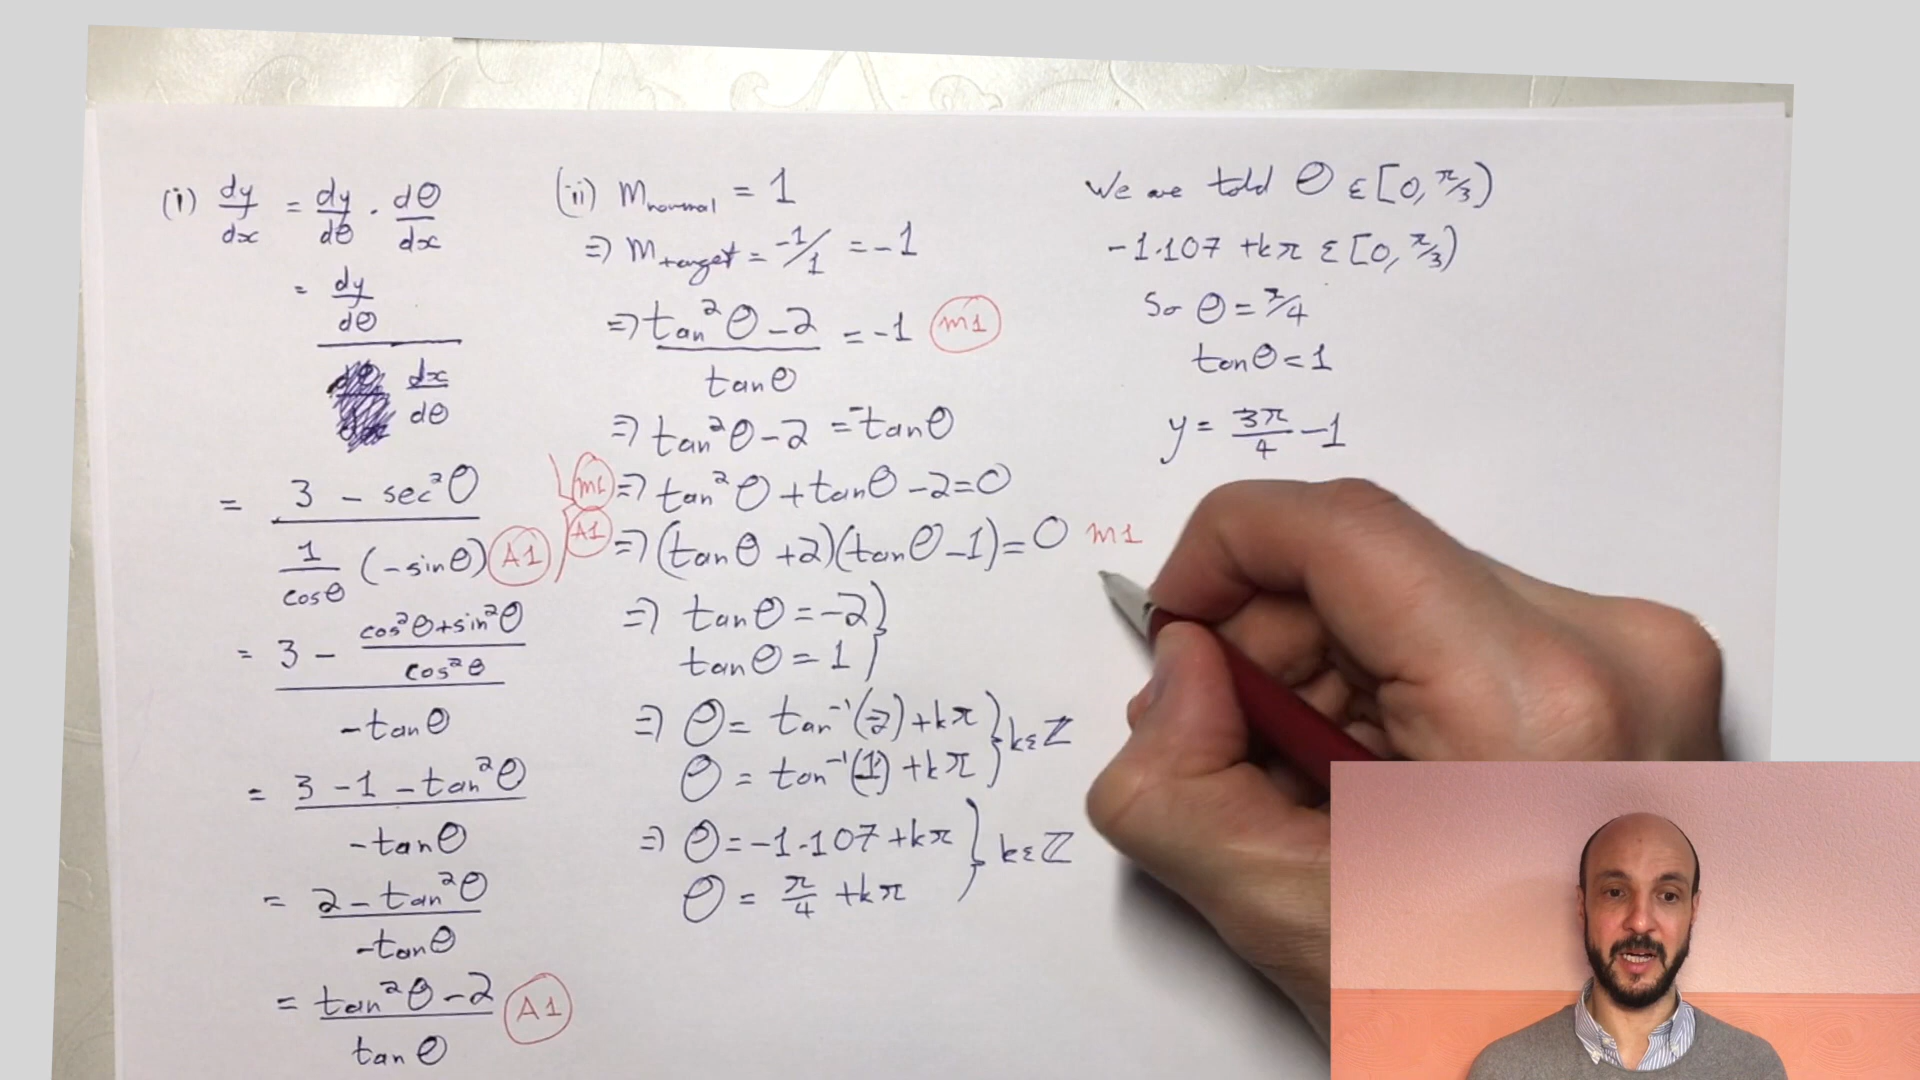 (i) dy/dx = dy/dθ · dθ/dx
= dy/dθ
dx/dθ
= 3 - sec²θ
1/cosθ (-sinθ) A1
= 3 - cos²θ+sin²θ / cos²θ
-tanθ
= 3-1-tan²θ
-tanθ
= 2-tan²θ
-tanθ
= tan²θ-2 A1
tanθ
(ii) mnormal = 1
⇒ mtanget = -1/1 = -1
⇒ tan²θ-2 = -1 M1
tanθ
⇒ tan²θ-2 = -tanθ
M1 ⇒ tan²θ+tanθ-2=0
A1 ⇒ (tanθ+2)(tanθ-1)=0 M1
⇒ tanθ=-2 }
tanθ=1
⇒ θ= tan⁻¹(-2)+kπ } k∈ℤ
θ = tan⁻¹(1)+kπ
⇒ θ=-1.107+kπ } k∈ℤ
θ = π/4 +kπ
We are told θ ∈ [0, π/3)
-1.107 +kπ ∈ [0, π/3)
So θ = π/4
tanθ=1
y= 3π/4 -1